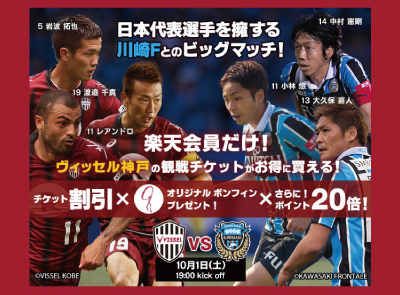 日本代表選手を擁する
川崎Fとのビッグマッチ!
5 岩波 拓也
14 中村 憲剛
19 渡邉 千真
11 小林 悠
13 大久保 嘉人
11 レアンドロ
楽天会員だけ!
ヴィッセル神戸の観戦チケットがお得に買える!
チケット 割引 × オリジナル ボンフィン プレゼント! × さらに! ポイント 20倍!
VISSEL VS
10月1日(土)
19:00 kick off
©VISSEL KOBE
©KAWASAKI FRONTALE